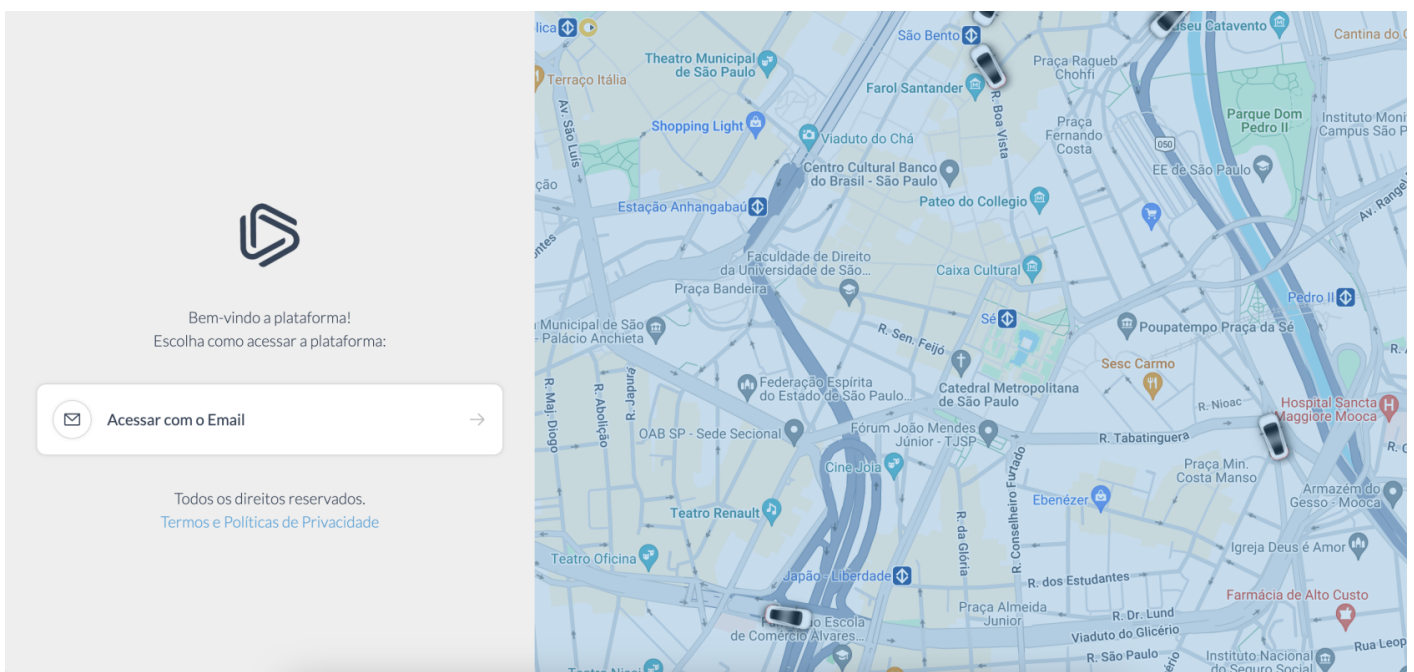 Bem-vindo a plataforma!
Escolha como acessar a plataforma:
Acessar com o Email
Todos os direitos reservados.
Termos e Políticas de Privacidade
Terraço Itália
Theatro Municipal
de São Paulo
São Bento
Museu Catavento
Cantina do
Praça Ragueb
Chohfi
Farol Santander
Av. São Luís
Shopping Light
Viaduto do Chá
R. Boa Vista
Praça
Fernando
Costa
Parque Dom
Pedro II
Instituto
Campus São P
050
EE de São Paulo
Centro Cultural Banco
do Brasil - São Paulo
ção
Estação Anhangabaú
Pateo do Collegio
Av. Rangel
Faculdade de Direito
da Universidade de São...
Praça Bandeira
Caixa Cultural
Pedro II
Municipal de São
- Palácio Anchieta
R. Sen. Feijó
Sé
Poupatempo Praça da Sé
Sesc Carmo
R. Maj. Diogo
R. Abolição
R. Japurá
Federação Espírita
do Estado de São Paulo...
Catedral Metropolitana
de São Paulo
R. Nioac
Hospital Sancta
Maggiore Mooca
OAB SP - Sede Secional
Fórum João Mendes
Júnior - TJSP
R. Tabatinguera
Cine Joia
Praça Min.
Costa Manso
R. Conselheiro Furtado
Ebenézer
Armazém do
Gesso - Mooca
Teatro Renault
R. da Glória
Teatro Oficina
Igreja Deus é Amor
Japão - Liberdade
R. dos Estudantes
Farmácia de Alto Custo
Praça Almeida
Junior
R. Dr. Lund
Viaduto do Glicério
Escola
de Comércio Álvares...
R. São Paulo
Instituto Nacional
do Seguro Social
Rua Leop